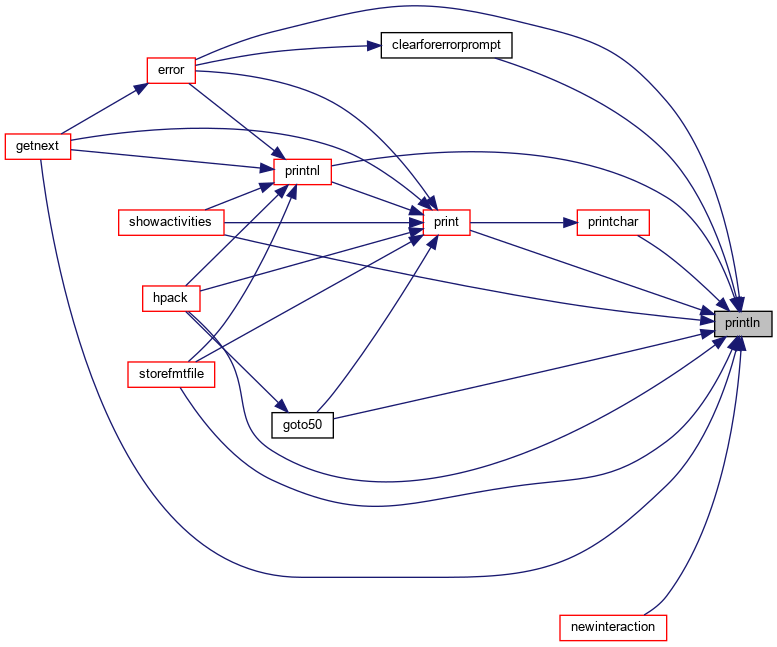 clearforerrorprompt
error
getnext
printnl
showactivities
print
printchar
hpack
println
storefmtfile
goto50
newinteraction